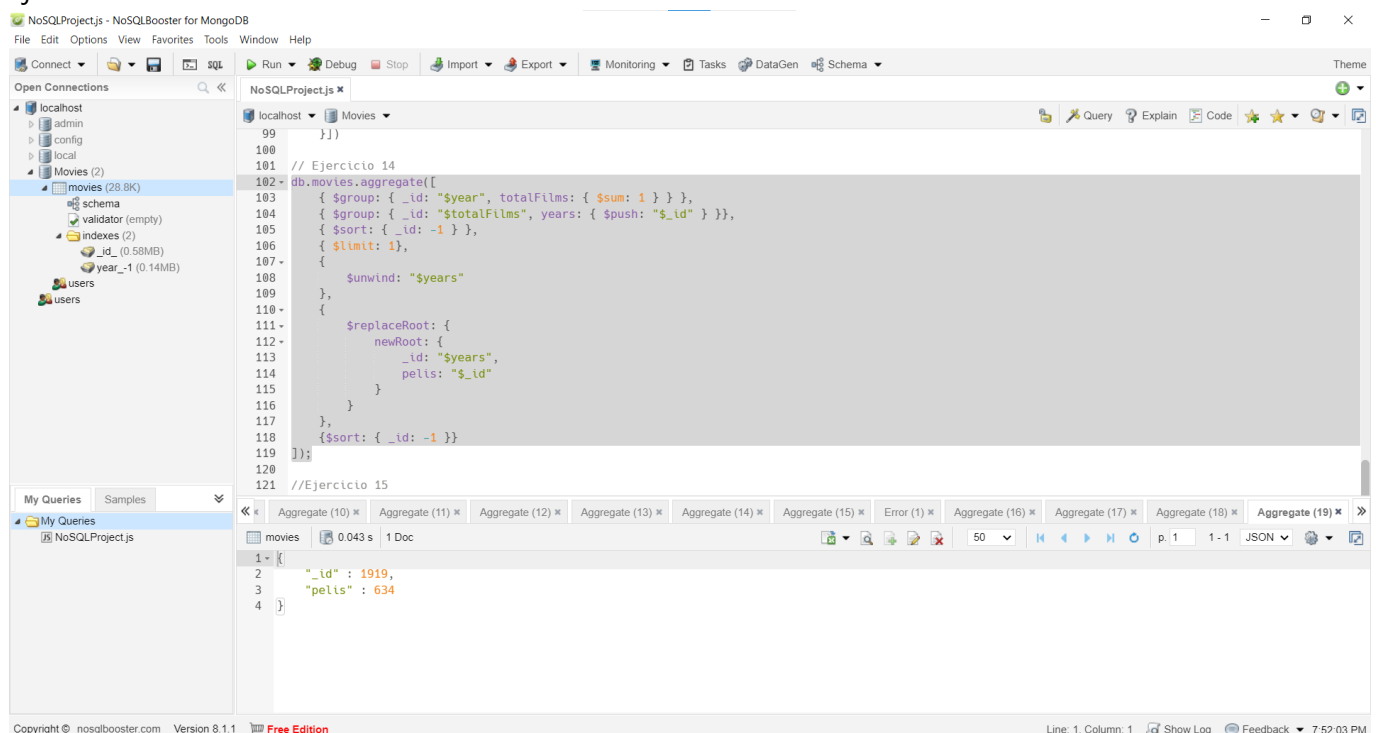 NoSQLProject.js - NoSQLBooster for MongoDB
File Edit Options View Favorites Tools Window Help
Connect SQL Run Debug Stop Import Export Monitoring Tasks DataGen Schema Theme
Open Connections
NoSQLProject.js
localhost
admin
config
local
Movies (2)
movies (28.8K)
schema
validator (empty)
indexes (2)
_id_ (0.58MB)
year_-1 (0.14MB)
users
users
localhost Movies Query Explain Code
99 }])
100
101 // Ejercicio 14
102 db.movies.aggregate([
103 { $group: { _id: "$year", totalFilms: { $sum: 1 } } },
104 { $group: { _id: "$totalFilms", years: { $push: "$_id" } }},
105 { $sort: { _id: -1 } },
106 { $limit: 1},
107 {
108 $unwind: "$years"
109 },
110 {
111 $replaceRoot: {
112 newRoot: {
113 _id: "$years",
114 pelis: "$_id"
115 }
116 }
117 },
118 {$sort: { _id: -1 }}
119 ]);
120
121 //Ejercicio 15
My Queries Samples
My Queries
NoSQLProject.js
Aggregate (10) Aggregate (11) Aggregate (12) Aggregate (13) Aggregate (14) Aggregate (15) Error (1) Aggregate (16) Aggregate (17) Aggregate (18) Aggregate (19)
movies 0.043 s 1 Doc 50 p. 1 1 - 1 JSON
1 {
2 "_id" : 1919,
3 "pelis" : 634
4 }
Copyright © nosqlbooster.com Version 8.1.1 Free Edition Line: 1, Column: 1 Show Log Feedback 7:52:03 PM